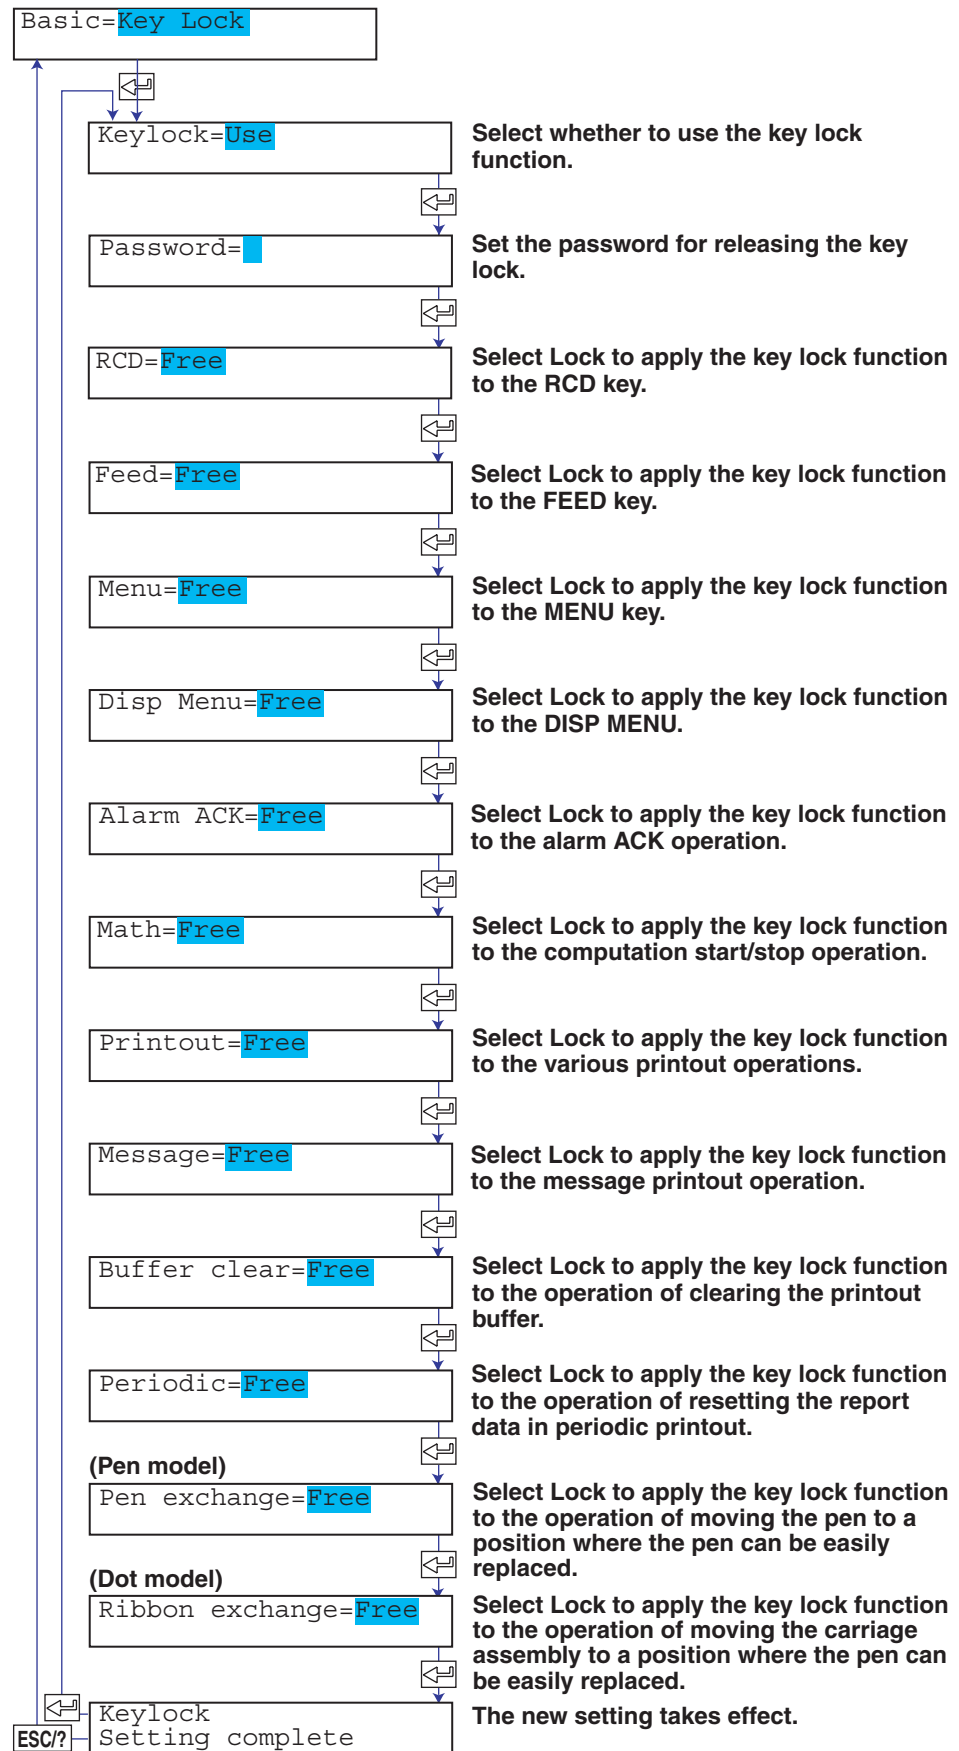 Basic=Key Lock
Keylock=Use
Select whether to use the key lock
function.
Password=
Set the password for releasing the key
lock.
RCD=Free
Select Lock to apply the key lock function
to the RCD key.
Feed=Free
Select Lock to apply the key lock function
to the FEED key.
Menu=Free
Select Lock to apply the key lock function
to the MENU key.
Disp Menu=Free
Select Lock to apply the key lock function
to the DISP MENU.
Alarm ACK=Free
Select Lock to apply the key lock function
to the alarm ACK operation.
Math=Free
Select Lock to apply the key lock function
to the computation start/stop operation.
Printout=Free
Select Lock to apply the key lock function
to the various printout operations.
Message=Free
Select Lock to apply the key lock function
to the message printout operation.
Buffer clear=Free
Select Lock to apply the key lock function
to the operation of clearing the printout
buffer.
Periodic=Free
Select Lock to apply the key lock function
to the operation of resetting the report
data in periodic printout.
(Pen model)
Pen exchange=Free
Select Lock to apply the key lock function
to the operation of moving the pen to a
position where the pen can be easily
replaced.
(Dot model)
Ribbon exchange=Free
Select Lock to apply the key lock function
to the operation of moving the carriage
assembly to a position where the pen can
be easily replaced.
Keylock
Setting complete
The new setting takes effect.
ESC/?